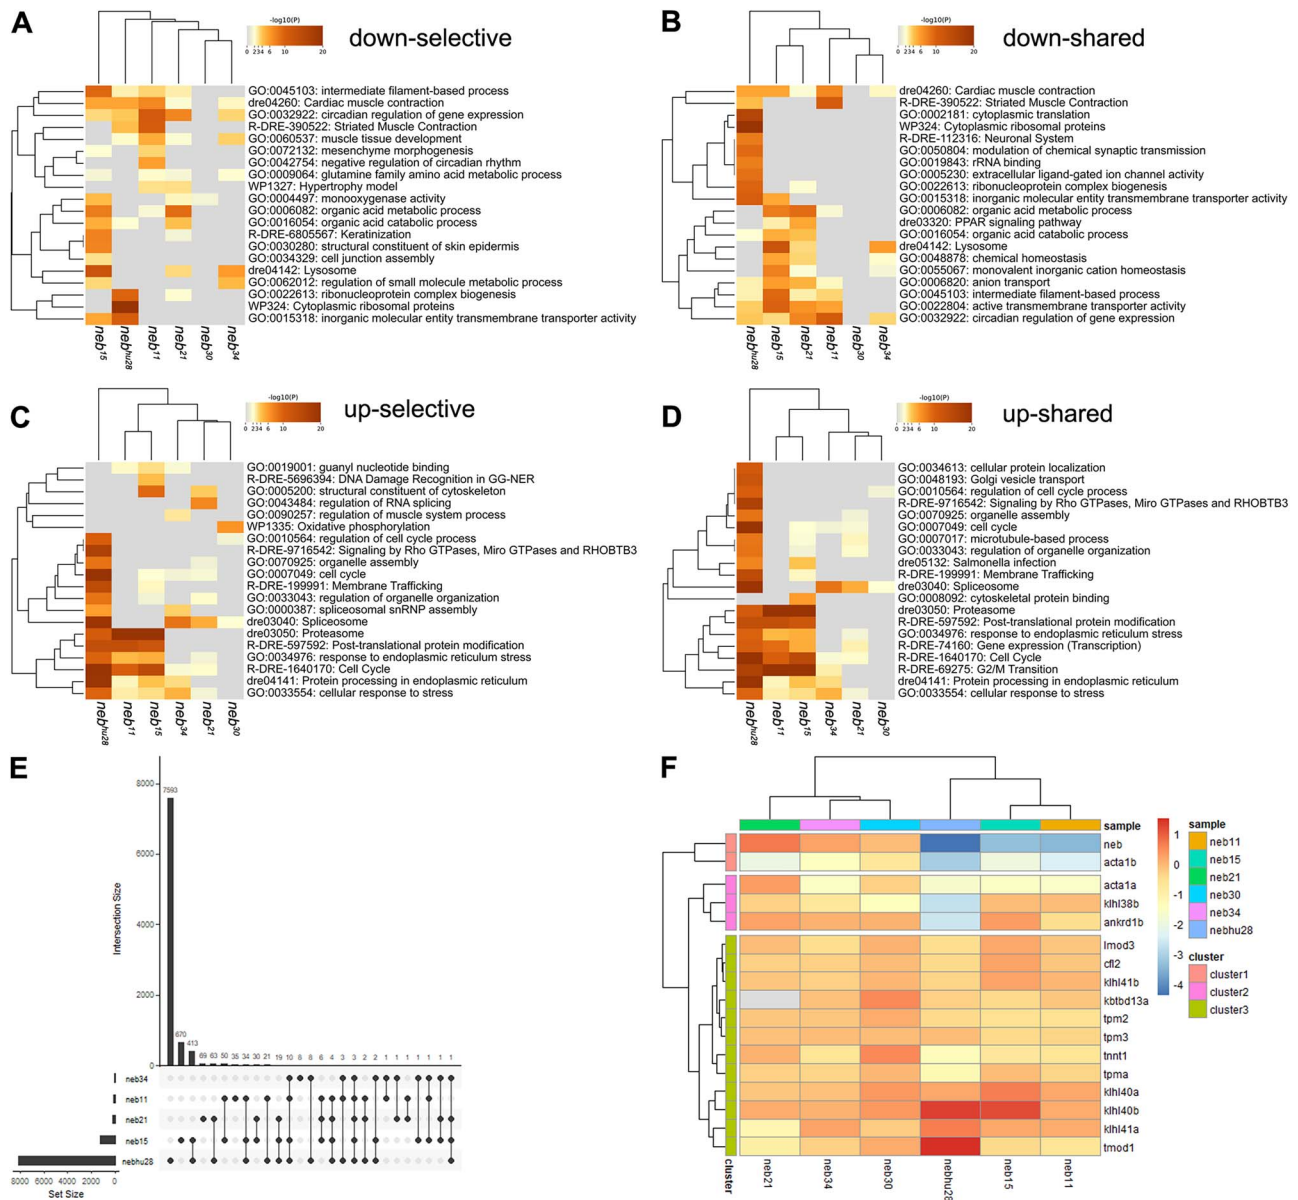 A
-log10(P)
0 2 3 4 6 10 20
down-selective
GO:0045103: intermediate filament-based process
dre04260: Cardiac muscle contraction
GO:0032922: circadian regulation of gene expression
R-DRE-390522: Striated Muscle Contraction
GO:0060537: muscle tissue development
GO:0072132: mesenchyme morphogenesis
GO:0042754: negative regulation of circadian rhythm
GO:0009064: glutamine family amino acid metabolic process
WP1327: Hypertrophy model
GO:0004497: monooxygenase activity
GO:0006082: organic acid metabolic process
GO:0016054: organic acid catabolic process
R-DRE-6805567: Keratinization
GO:0030280: structural constituent of skin epidermis
GO:0034329: cell junction assembly
dre04142: Lysosome
GO:0062012: regulation of small molecule metabolic process
GO:0022613: ribonucleoprotein complex biogenesis
WP324: Cytoplasmic ribosomal proteins
GO:0015318: inorganic molecular entity transmembrane transporter activity
neb15 nebhu28 neb11 neb21 neb30 neb34
B
-log10(P)
0 2 3 4 6 10 20
down-shared
dre04260: Cardiac muscle contraction
R-DRE-390522: Striated Muscle Contraction
GO:0002181: cytoplasmic translation
WP324: Cytoplasmic ribosomal proteins
R-DRE-112316: Neuronal System
GO:0050804: modulation of chemical synaptic transmission
GO:0019843: rRNA binding
GO:0005230: extracellular ligand-gated ion channel activity
GO:0022613: ribonucleoprotein complex biogenesis
GO:0015318: inorganic molecular entity transmembrane transporter activity
GO:0006082: organic acid metabolic process
dre03320: PPAR signaling pathway
GO:0016054: organic acid catabolic process
dre04142: Lysosome
GO:0048878: chemical homeostasis
GO:0055067: monovalent inorganic cation homeostasis
GO:0006820: anion transport
GO:0045103: intermediate filament-based process
GO:0022804: active transmembrane transporter activity
GO:0032922: circadian regulation of gene expression
nebhu28 neb15 neb21 neb11 neb30 neb34
C
-log10(P)
0 2 3 4 6 10 20
up-selective
GO:0019001: guanyl nucleotide binding
R-DRE-5696394: DNA Damage Recognition in GG-NER
GO:0005200: structural constituent of cytoskeleton
GO:0043484: regulation of RNA splicing
GO:0090257: regulation of muscle system process
WP1335: Oxidative phosphorylation
GO:0010564: regulation of cell cycle process
R-DRE-9716542: Signaling by Rho GTPases, Miro GTPases and RHOBTB3
GO:0070925: organelle assembly
GO:0007049: cell cycle
R-DRE-199991: Membrane Trafficking
GO:0033043: regulation of organelle organization
GO:0000387: spliceosomal snRNP assembly
dre03040: Spliceosome
dre03050: Proteasome
R-DRE-597592: Post-translational protein modification
GO:0034976: response to endoplasmic reticulum stress
R-DRE-1640170: Cell Cycle
dre04141: Protein processing in endoplasmic reticulum
GO:0033554: cellular response to stress
nebhu28 neb11 neb15 neb34 neb21 neb30
D
-log10(P)
0 2 3 4 6 10 20
up-shared
GO:0034613: cellular protein localization
GO:0048193: Golgi vesicle transport
GO:0010564: regulation of cell cycle process
R-DRE-9716542: Signaling by Rho GTPases, Miro GTPases and RHOBTB3
GO:0070925: organelle assembly
GO:0007049: cell cycle
GO:0007017: microtubule-based process
GO:0033043: regulation of organelle organization
dre05132: Salmonella infection
R-DRE-199991: Membrane Trafficking
dre03040: Spliceosome
GO:0008092: cytoskeletal protein binding
dre03050: Proteasome
R-DRE-597592: Post-translational protein modification
GO:0034976: response to endoplasmic reticulum stress
R-DRE-74160: Gene expression (Transcription)
R-DRE-1640170: Cell Cycle
R-DRE-69275: G2/M Transition
dre04141: Protein processing in endoplasmic reticulum
GO:0033554: cellular response to stress
nebhu28 neb11 neb15 neb34 neb21 neb30
E
Intersection Size
8000
6000
4000
2000
0
7593 670 413 69 63 50 35 34 30 21 19 10 8 8 6 4 3 3 2 2 1 1 1 1 1 1 1
neb34
neb11
neb21
neb15
nebhu28
8000 6000 4000 2000 0
Set Size
F
sample
neb
acta1b
acta1a
klhl38b
ankrd1b
lmod3
cfl2
klhl41b
kbtbd13a
tpm2
tpm3
tnnt1
tpma
klhl40a
klhl40b
klhl41a
tmod1
cluster
neb21 neb34 neb30 nebhu28 neb15 neb11
1
0
-1
-2
-3
-4
sample
neb11
neb15
neb21
neb30
neb34
nebhu28
cluster
cluster1
cluster2
cluster3